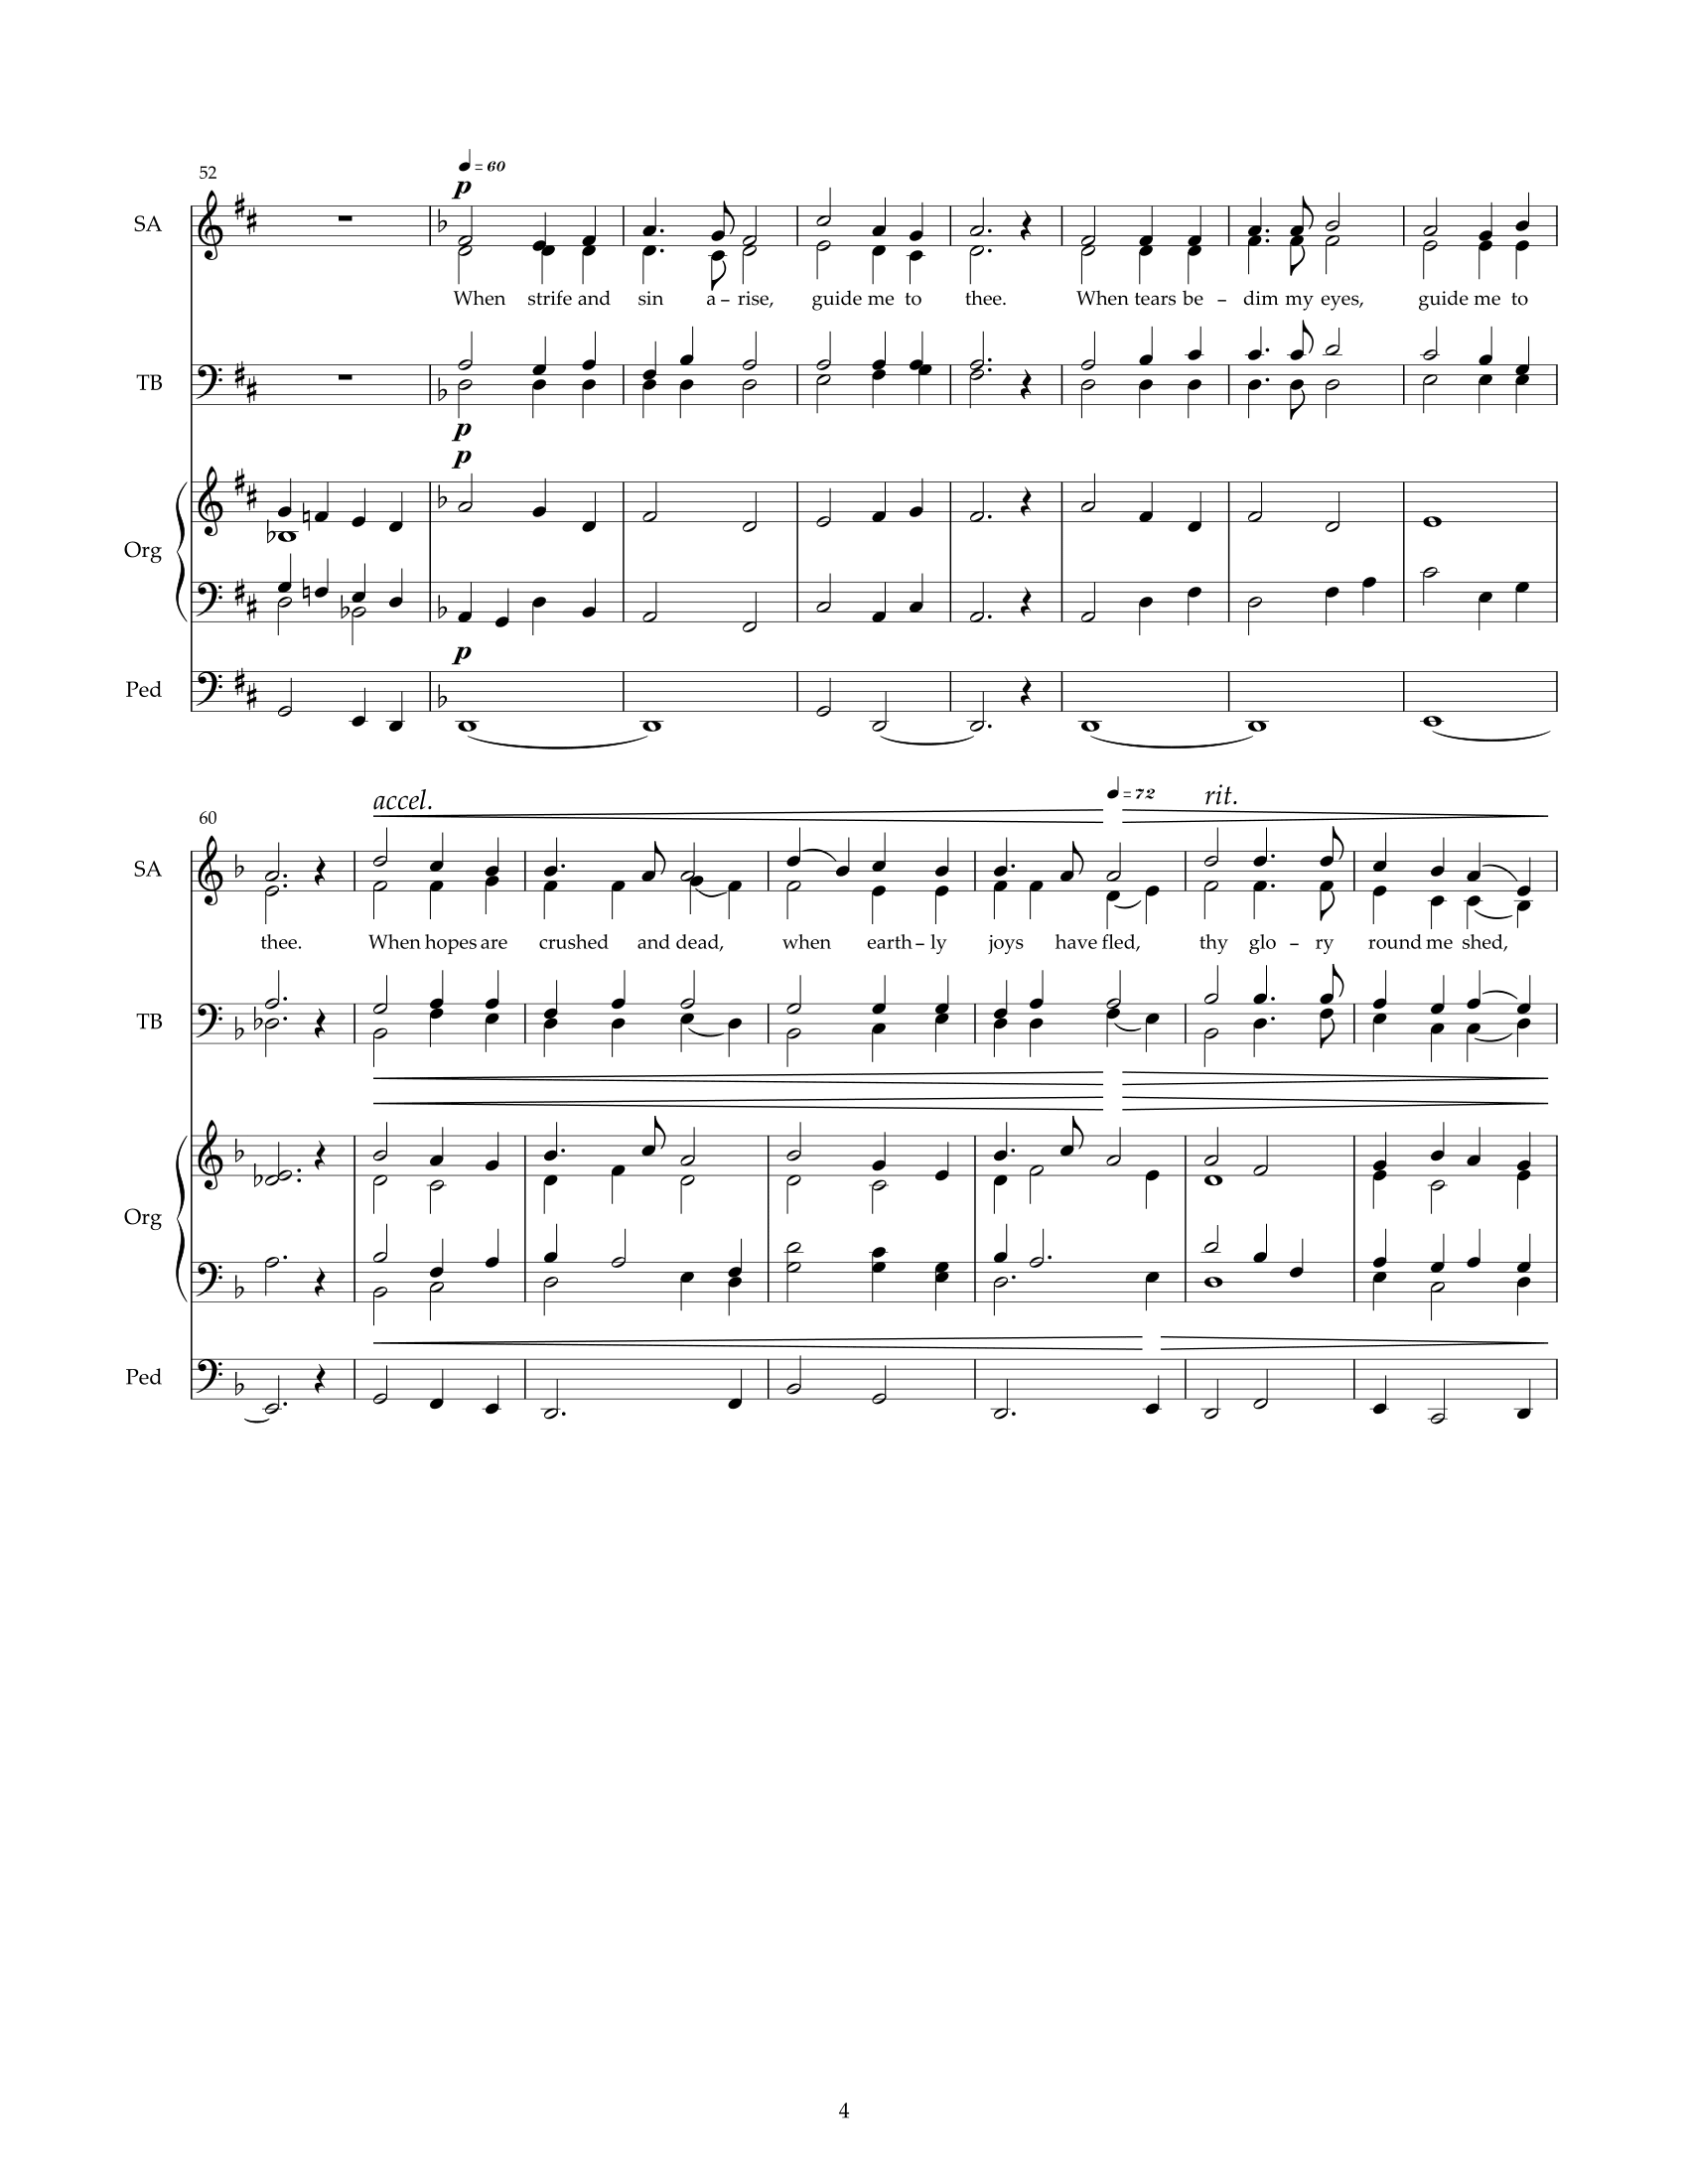 52
♩ = 60
p
SA
When strife and sin a – rise, guide me to thee. When tears be – dim my eyes, guide me to
TB
p
p
Org
p
Ped
accel.
♩ = 72
rit.
60
SA
thee. When hopes are crushed and dead, when earth – ly joys have fled, thy glo – ry round me shed,
TB
Org
Ped
4